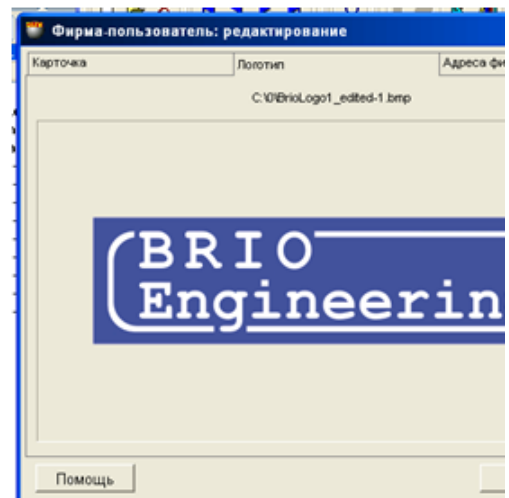 Фирма-пользователь: редактирование
Карточка Логотип Адреса фи
C:\0\BrioLogo1_edited-1.bmp
BRIO
Engineerin
Помощь